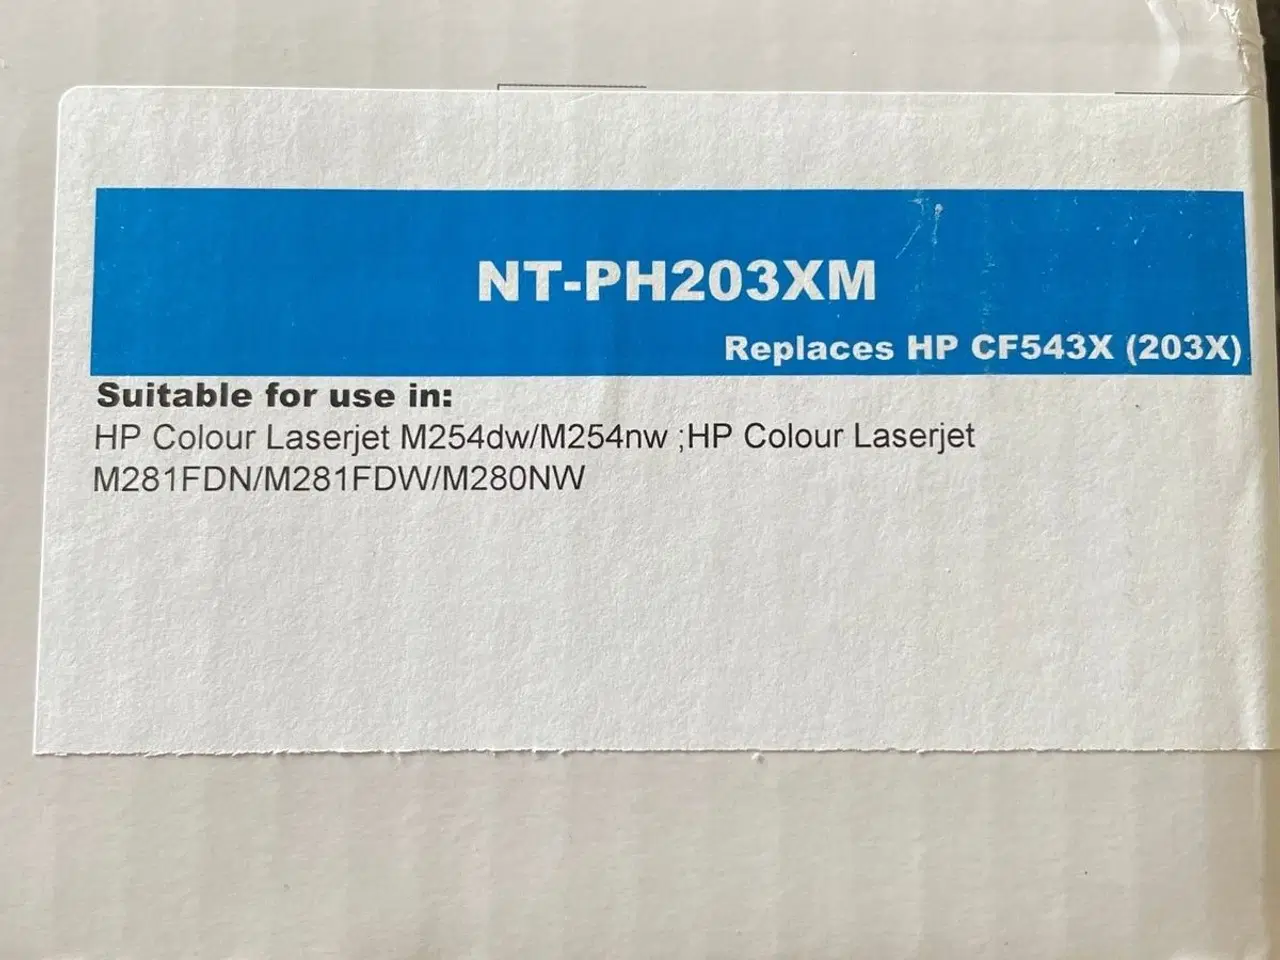 NT-PH203XM
Replaces HP CF543X (203X)
Suitable for use in:
HP Colour Laserjet M254dw/M254nw ;HP Colour Laserjet
M281FDN/M281FDW/M280NW